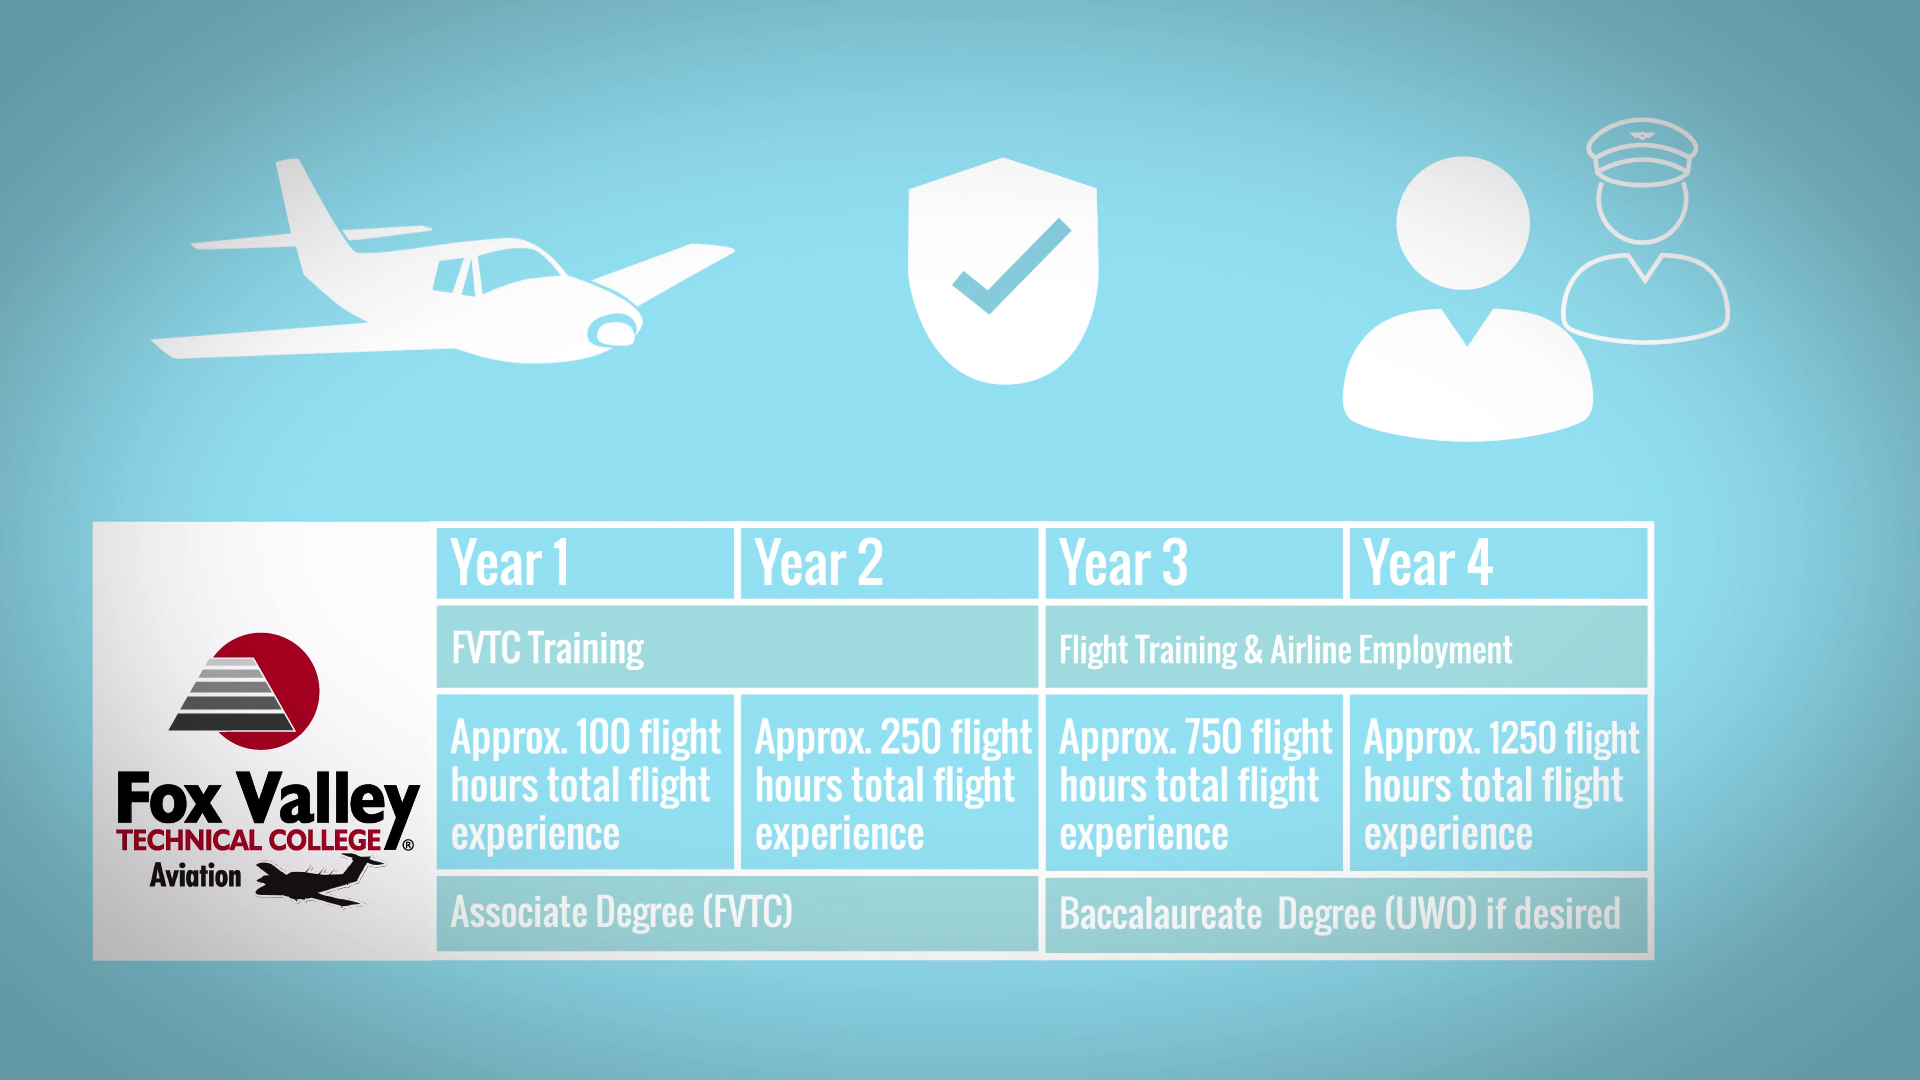 Year 1
Year 2
Year 3
Year 4
FVTC Training
Flight Training & Airline Employment
Approx. 100 flight
hours total flight
experience
Approx. 250 flight
hours total flight
experience
Approx. 750 flight
hours total flight
experience
Approx. 1250 flight
hours total flight
experience
Associate Degree (FVTC)
Baccalaureate Degree (UWO) if desired
Fox Valley
TECHNICAL COLLEGE®
Aviation